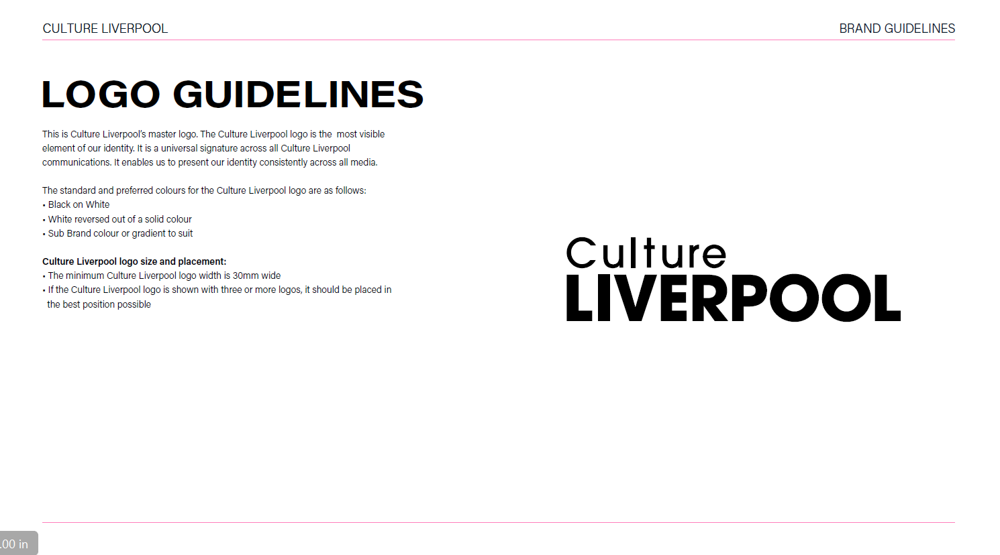 CULTURE LIVERPOOL
BRAND GUIDELINES
LOGO GUIDELINES
This is Culture Liverpool’s master logo. The Culture Liverpool logo is the  most visible
element of our identity. It is a universal signature across all Culture Liverpool
communications. It enables us to present our identity consistently across all media.
The standard and preferred colours for the Culture Liverpool logo are as follows:
• Black on White
• White reversed out of a solid colour
• Sub Brand colour or gradient to suit
Culture Liverpool logo size and placement:
• The minimum Culture Liverpool logo width is 30mm wide
• If the Culture Liverpool logo is shown with three or more logos, it should be placed in
the best position possible
Culture
LIVERPOOL
.00 in